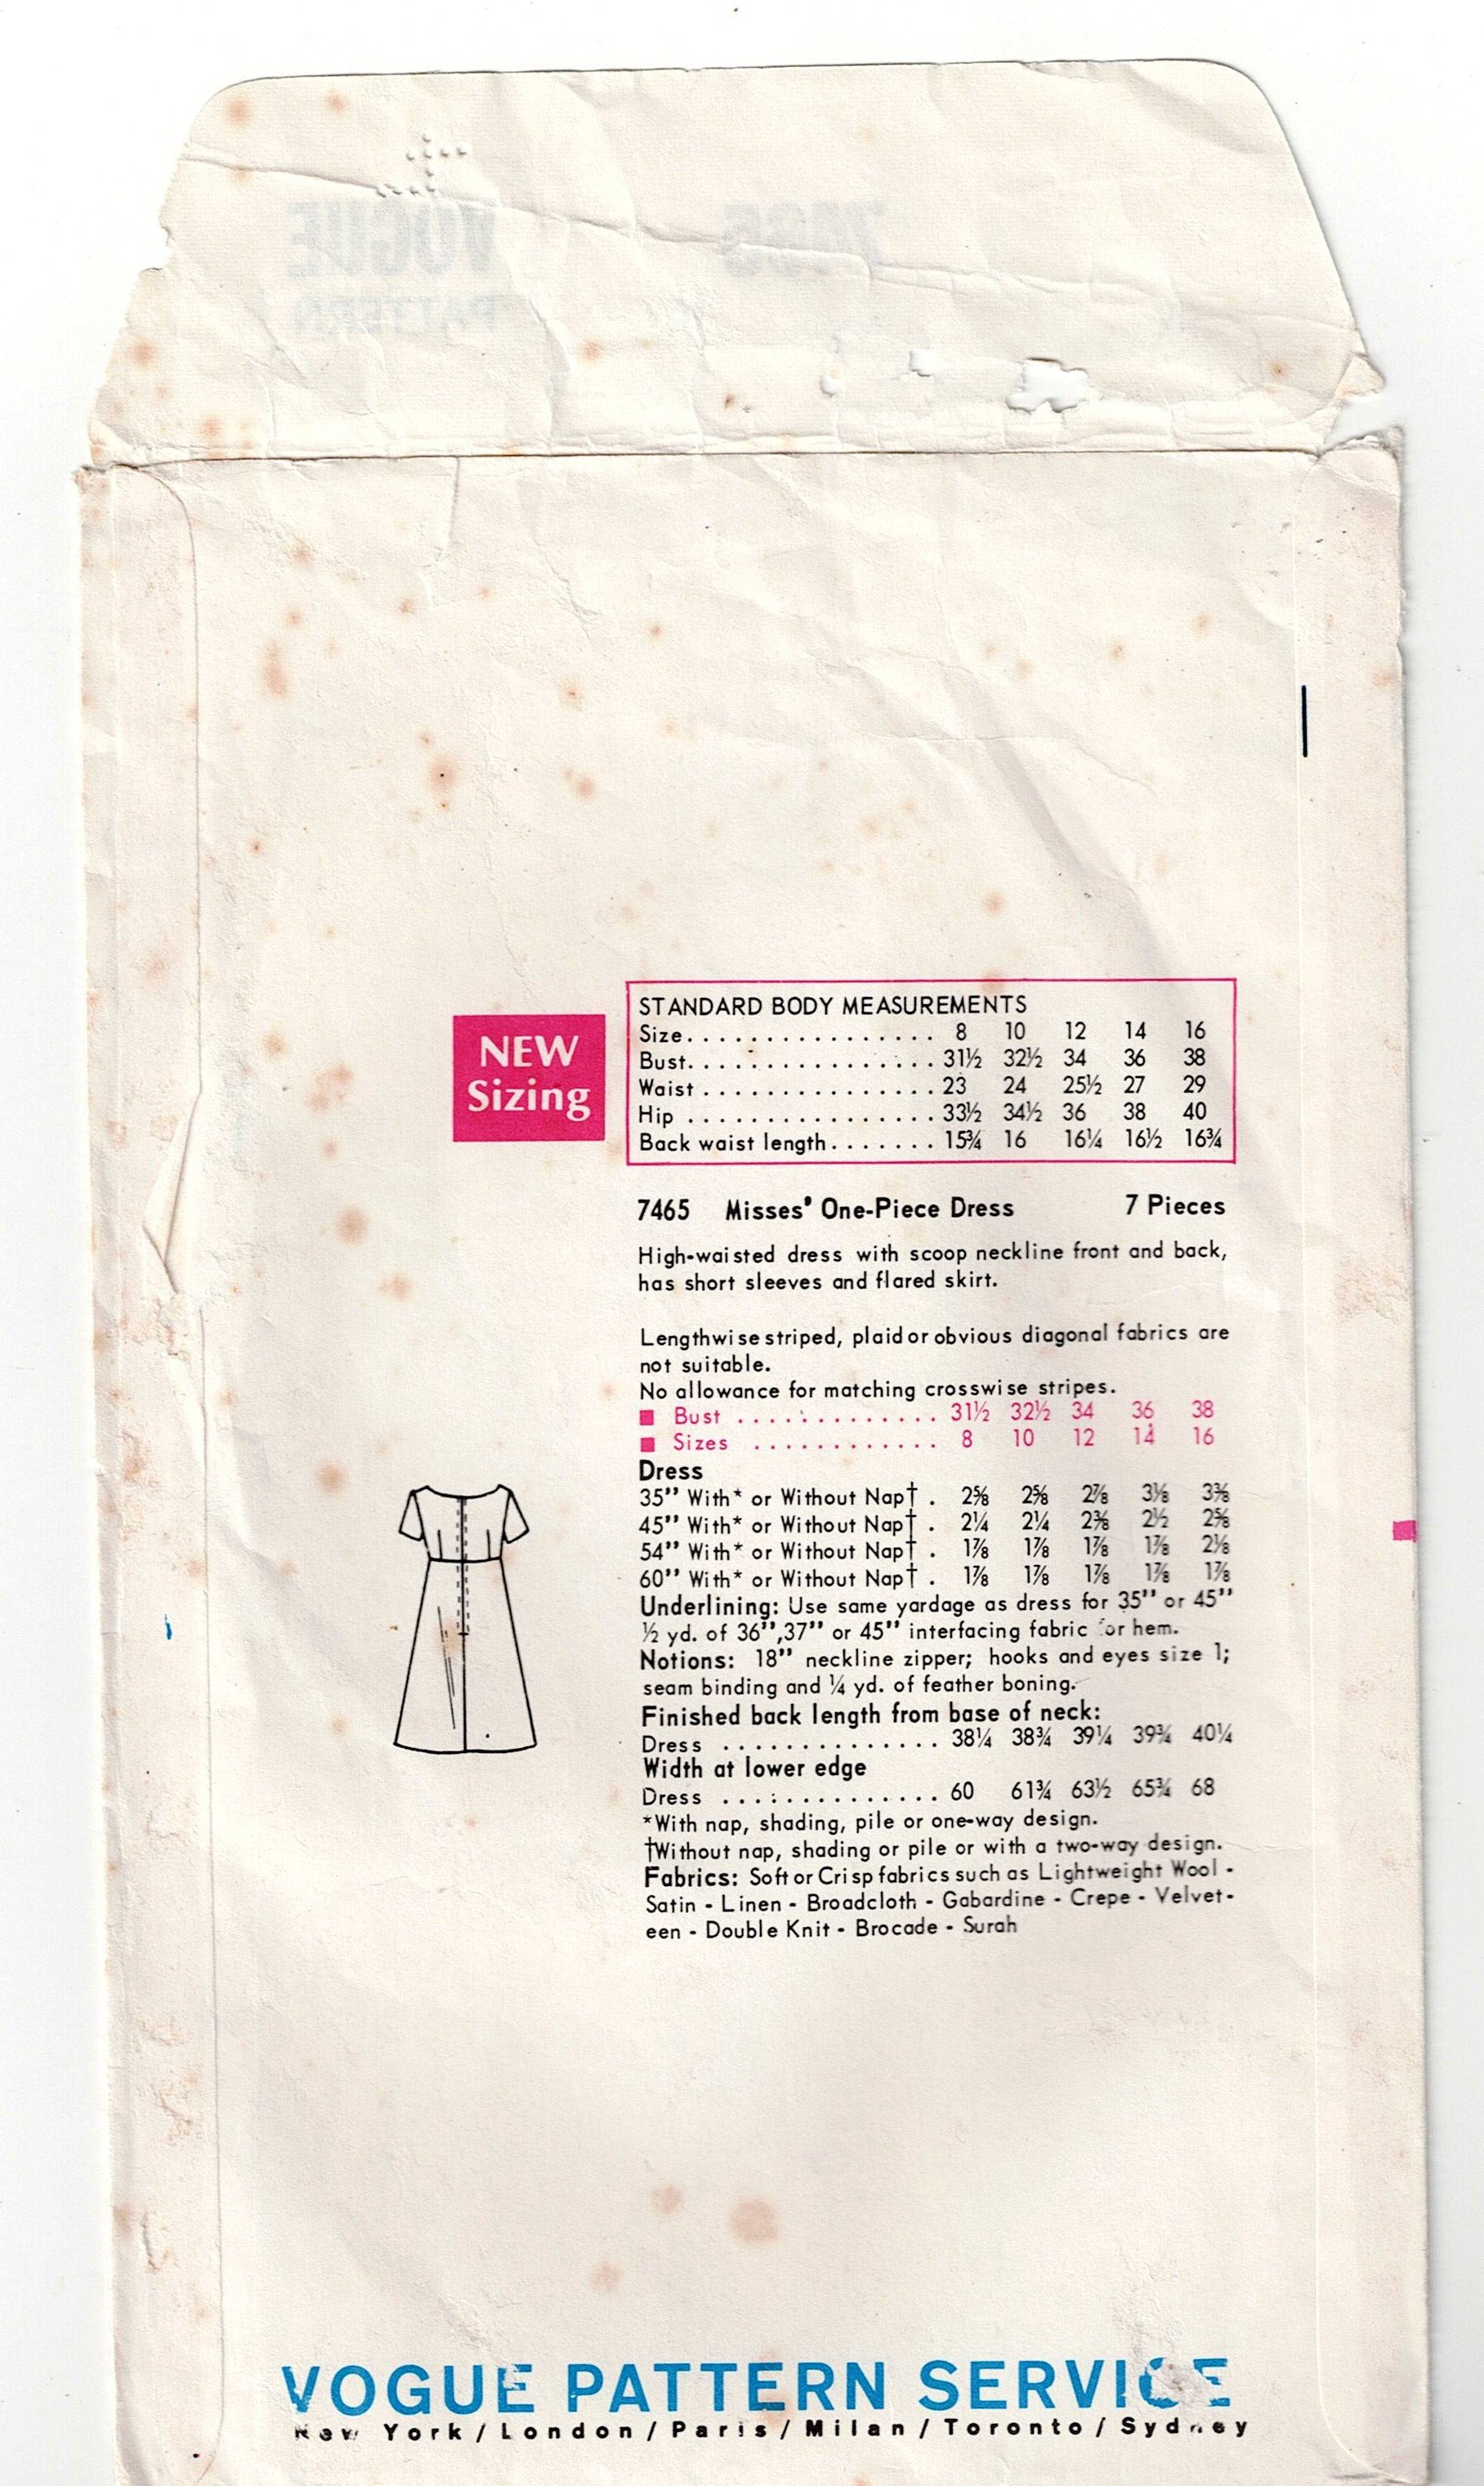 VOGUE
PATTERN
STANDARD BODY MEASUREMENTS
Size................. 8 10 12 14 16
Bust................. 31½ 32½ 34 36 38
Waist................ 23 24 25½ 27 29
Hip.................. 33½ 34½ 36 38 40
Back waist length....... 15¾ 16 16¼ 16½ 16¾
NEW
Sizing
7465 Misses' One-Piece Dress 7 Pieces
High-waisted dress with scoop neckline front and back,
has short sleeves and flared skirt.
Lengthwise striped, plaid or obvious diagonal fabrics are
not suitable.
No allowance for matching crosswise stripes.
Bust .............. 31½ 32½ 34 36 38
Sizes ............. 8 10 12 14 16
Dress
35" With* or Without Nap† . 2⅝ 2⅝ 2⅞ 3⅛ 3⅜
45" With* or Without Nap† . 2¼ 2¼ 2⅜ 2½ 2⅝
54" With* or Without Nap† . 1⅞ 1⅞ 1⅞ 1⅞ 2⅛
60" With* or Without Nap† . 1⅞ 1⅞ 1⅞ 1⅞ 1⅞
Underlining: Use same yardage as dress for 35" or 45"
½ yd. of 36",37" or 45" interfacing fabric for hem.
Notions: 18" neckline zipper; hooks and eyes size 1;
seam binding and ¼ yd. of feather boning.
Finished back length from base of neck:
Dress ............... 38¼ 38¾ 39¼ 39¾ 40¼
Width at lower edge
Dress ............... 60 61¾ 63½ 65¾ 68
*With nap, shading, pile or one-way design.
†Without nap, shading or pile or with a two-way design.
Fabrics: Soft or Crisp fabrics such as Lightweight Wool -
Satin - Linen - Broadcloth - Gabardine - Crepe - Velvet-
een - Double Knit - Brocade - Surah
VOGUE PATTERN SERVICE
New York / London / Paris / Milan / Toronto / Sydney